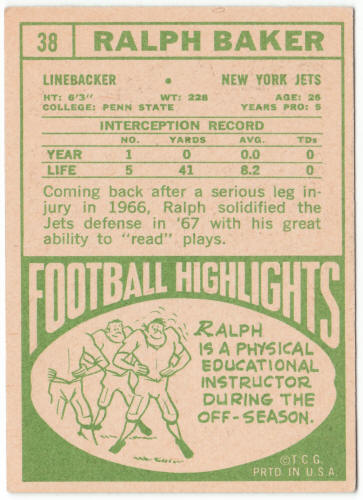 38 RALPH BAKER
LINEBACKER • NEW YORK JETS
HT: 6'3" WT: 228 AGE: 26
COLLEGE: PENN STATE YEARS PRO: 5
INTERCEPTION RECORD
NO. YARDS AVG. TDs
YEAR 1 0 0.0 0
LIFE 5 41 8.2 0
Coming back after a serious leg in-
jury in 1966, Ralph solidified the
Jets defense in '67 with his great
ability to "read" plays.
FOOTBALL HIGHLIGHTS
RALPH
IS A PHYSICAL
EDUCATIONAL
INSTRUCTOR
DURING THE
OFF-SEASON.
©T.C.G.
PRTD. IN U.S.A.